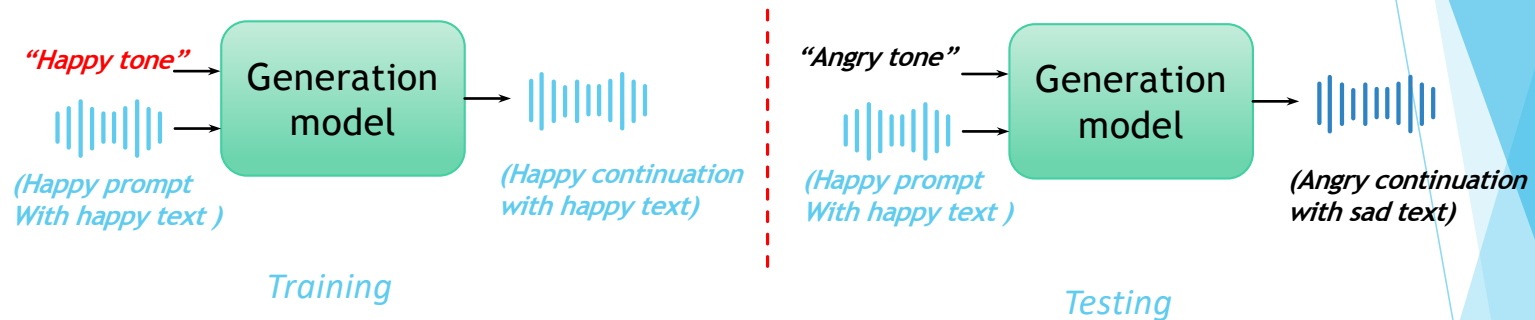 “Happy tone”
Generation
model
(Happy prompt
With happy text )
(Happy continuation
with happy text)
Training
“Angry tone”
Generation
model
(Happy prompt
With happy text )
(Angry continuation
with sad text)
Testing